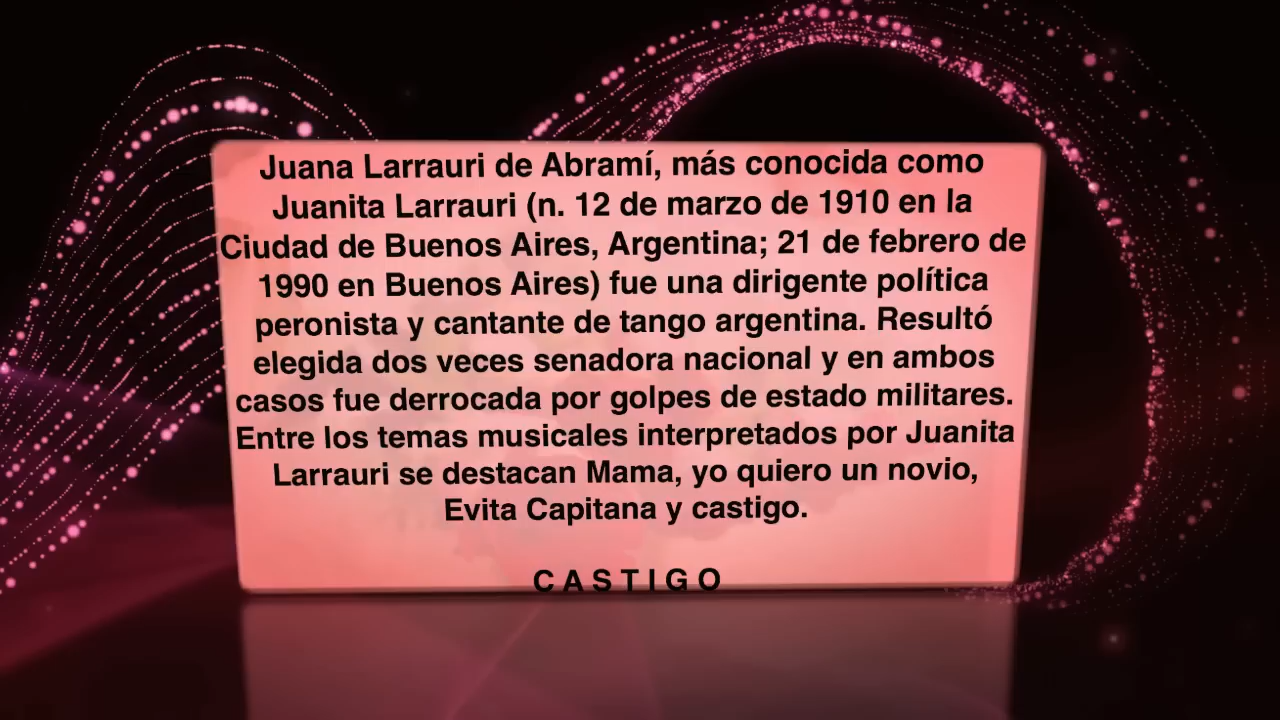 Juana Larrauri de Abramí, más conocida como
Juanita Larrauri (n. 12 de marzo de 1910 en la
Ciudad de Buenos Aires, Argentina; 21 de febrero de
1990 en Buenos Aires) fue una dirigente política
peronista y cantante de tango argentina. Resultó
elegida dos veces senadora nacional y en ambos
casos fue derrocada por golpes de estado militares.
Entre los temas musicales interpretados por Juanita
Larrauri se destacan Mama, yo quiero un novio,
Evita Capitana y castigo.
C A S T I G O